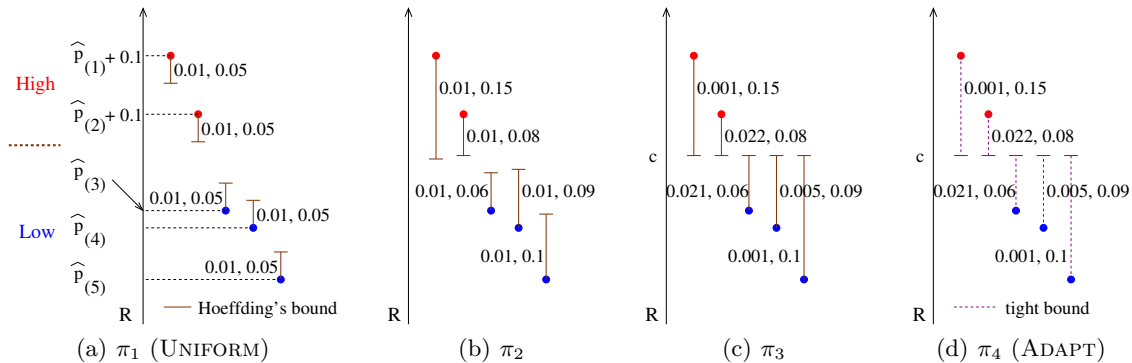 p̂(1) + 0.1
High
p̂(2) + 0.1
p̂(3)
Low
p̂(4)
p̂(5)
R
0.01, 0.05
0.01, 0.05
0.01, 0.05
0.01, 0.05
0.01, 0.05
Hoeffding's bound
(a) π1 (UNIFORM)
0.01, 0.15
0.01, 0.08
0.01, 0.06
0.01, 0.09
0.01, 0.1
R
(b) π2
c
0.001, 0.15
0.022, 0.08
0.021, 0.06
0.005, 0.09
0.001, 0.1
R
(c) π3
c
0.001, 0.15
0.022, 0.08
0.021, 0.06
0.005, 0.09
0.001, 0.1
R
tight bound
(d) π4 (ADAPT)